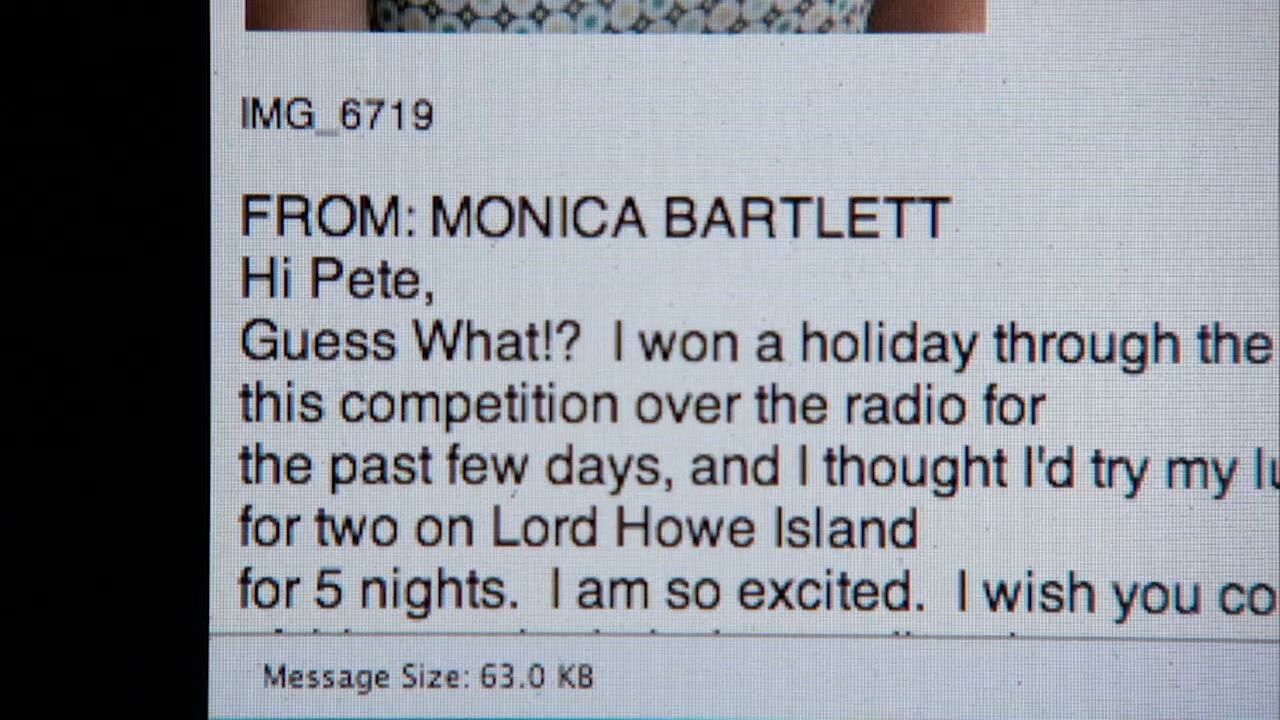 IMG_6719
FROM: MONICA BARTLETT
Hi Pete,
Guess What!?  I won a holiday through the
this competition over the radio for
the past few days, and I thought I'd try my
for two on Lord Howe Island
for 5 nights.  I am so excited.  I wish you
Message Size: 63.0 KB